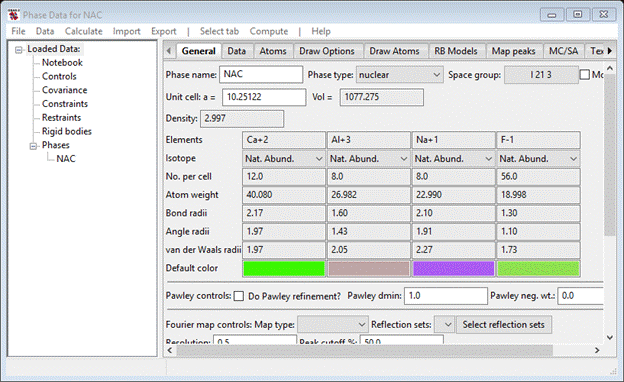 Phase Data for NAC
File Data Calculate Import Export | Select tab Compute | Help
Loaded Data:
Notebook
Controls
Covariance
Constraints
Restraints
Rigid bodies
Phases
NAC
General Data Atoms Draw Options Draw Atoms RB Models Map peaks MC/SA Tex
Phase name: NAC Phase type: nuclear Space group: I 21 3 Mo
Unit cell: a = 10.25122 Vol = 1077.275
Density: 2.997
Elements Ca+2 Al+3 Na+1 F-1
Isotope Nat. Abund. Nat. Abund. Nat. Abund. Nat. Abund.
No. per cell 12.0 8.0 8.0 56.0
Atom weight 40.080 26.982 22.990 18.998
Bond radii 2.17 1.60 2.10 1.30
Angle radii 1.97 1.43 1.91 1.10
van der Waals radii 1.97 2.05 2.27 1.73
Default color
Pawley controls: Do Pawley refinement? Pawley dmin: 1.0 Pawley neg. wt.: 0.0
Fourier map controls: Map type: Reflection sets: Select reflection sets
Resolution: 0.5 Peak cutoff %: 50.0